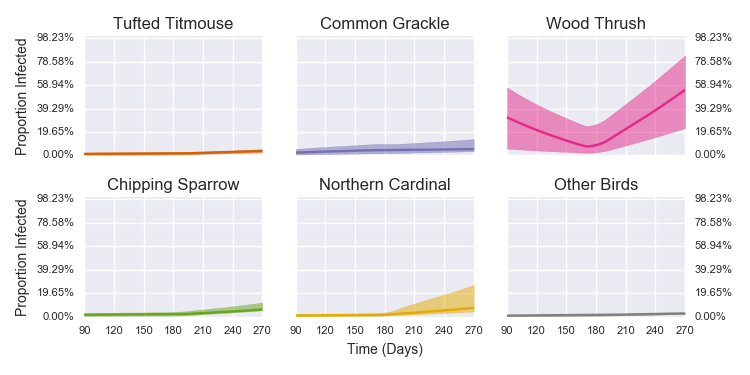 Tufted Titmouse Common Grackle Wood Thrush
98.23% 98.23%
78.58% 78.58%
58.94% 58.94%
39.29% 39.29%
19.65% 19.65%
0.00% 0.00%
Proportion Infected
Chipping Sparrow Northern Cardinal Other Birds
98.23% 98.23%
78.58% 78.58%
58.94% 58.94%
39.29% 39.29%
19.65% 19.65%
0.00% 0.00%
Proportion Infected
90 120 150 180 210 240 270 90 120 150 180 210 240 270 90 120 150 180 210 240 270
Time (Days)